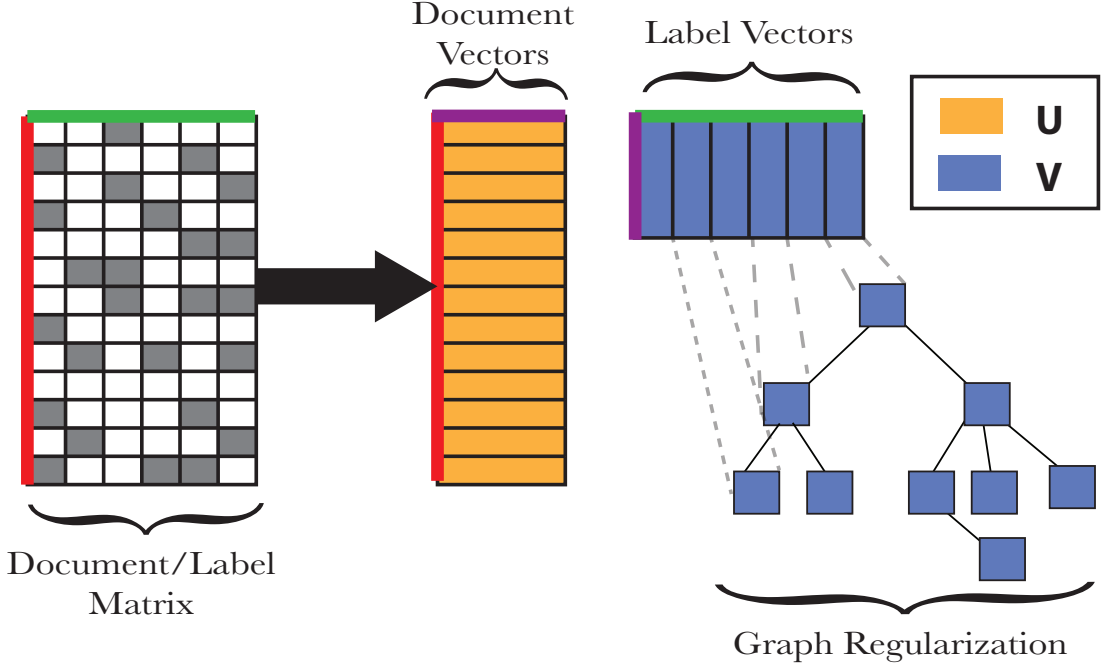 Document
Vectors
Label Vectors
U
V
Document/Label
Matrix
Graph Regularization